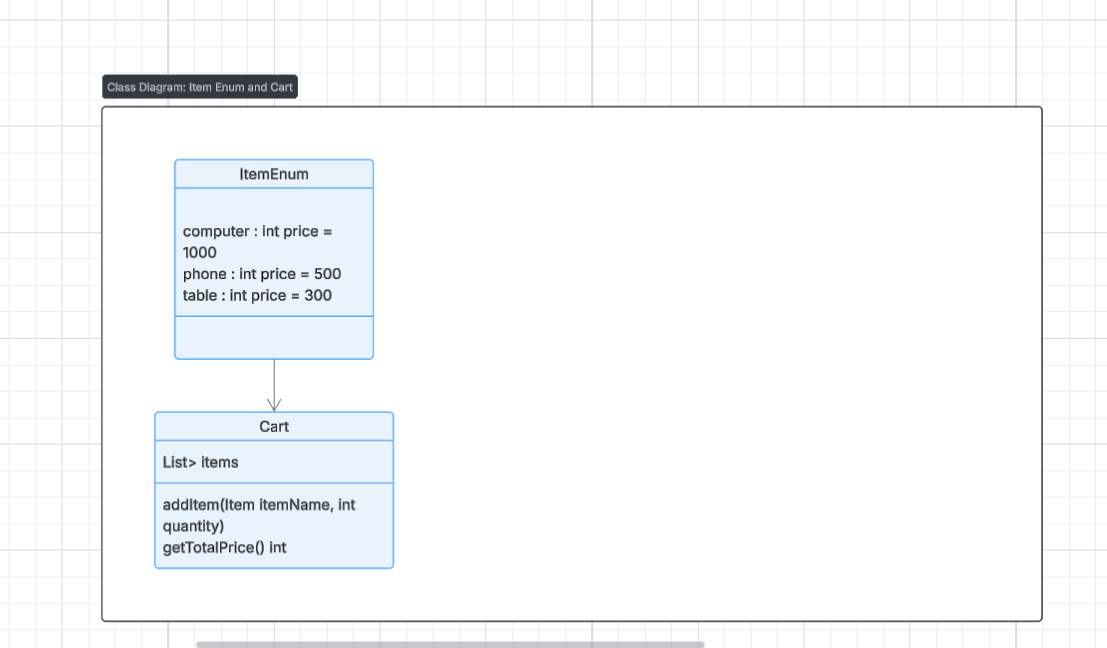 Class Diagram: Item Enum and Cart
ItemEnum
computer : int price =
1000
phone : int price = 500
table : int price = 300
Cart
List> items
addItem(Item itemName, int
quantity)
getTotalPrice() int